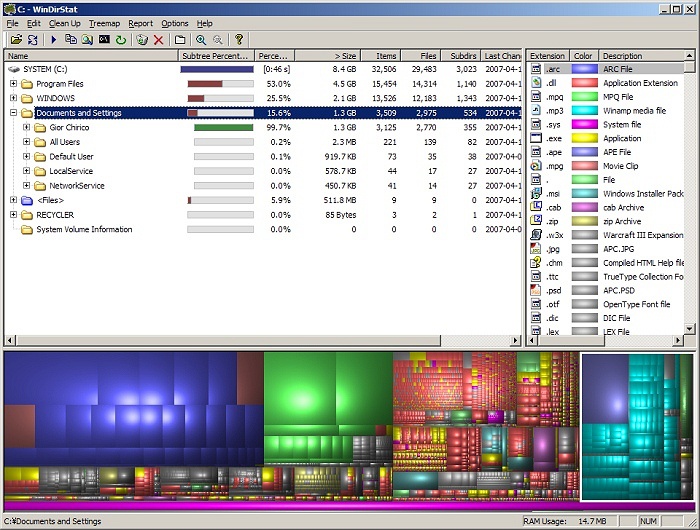 C: - WinDirStat
File Edit Clean Up Treemap Report Options Help
Name Subtree Percent... Perce... > Size Items Files Subdirs Last Chan
SYSTEM (C:) [0:46 s] 8.4 GB 32,506 29,483 3,023 2007-04-1
Program Files 53.0% 4.5 GB 15,454 14,314 1,140 2007-04-1
WINDOWS 25.5% 2.1 GB 13,526 12,183 1,343 2007-04-1
Documents and Settings 15.6% 1.3 GB 3,509 2,975 534 2007-04-1
Gior Chirico 99.7% 1.3 GB 3,125 2,770 355 2007-04-1
All Users 0.2% 2.3 MB 221 139 82 2007-04-1
Default User 0.1% 919.7 KB 73 35 38 2007-04-0
LocalService 0.0% 578.7 KB 44 17 27 2007-04-1
NetworkService 0.0% 450.7 KB 41 14 27 2007-04-1
<Files> 5.9% 511.8 MB 9 9 0 2007-04-1
RECYCLER 0.0% 85 Bytes 3 2 1 2007-04-0
System Volume Information 0.0% 0 0 0 0 2007-04-0
Extension Color Description
.arc ARC File
.dll Application Extension
.mpq MPQ File
.mp3 Winamp media file
.sys System file
.exe Application
.ape APE File
.mpg Movie Clip
. File
.msi Windows Installer Pack
.cab cab Archive
.zip zip Archive
.w3x Warcraft III Expansion
.jpg APC.JPG
.chm Compiled HTML Help file
.ttc TrueType Collection Fo
.psd APC.PSD
.otf OpenType Font file
.dic DIC File
.lex LEX File
C:¥Documents and Settings RAM Usage: 14.7 MB NUM